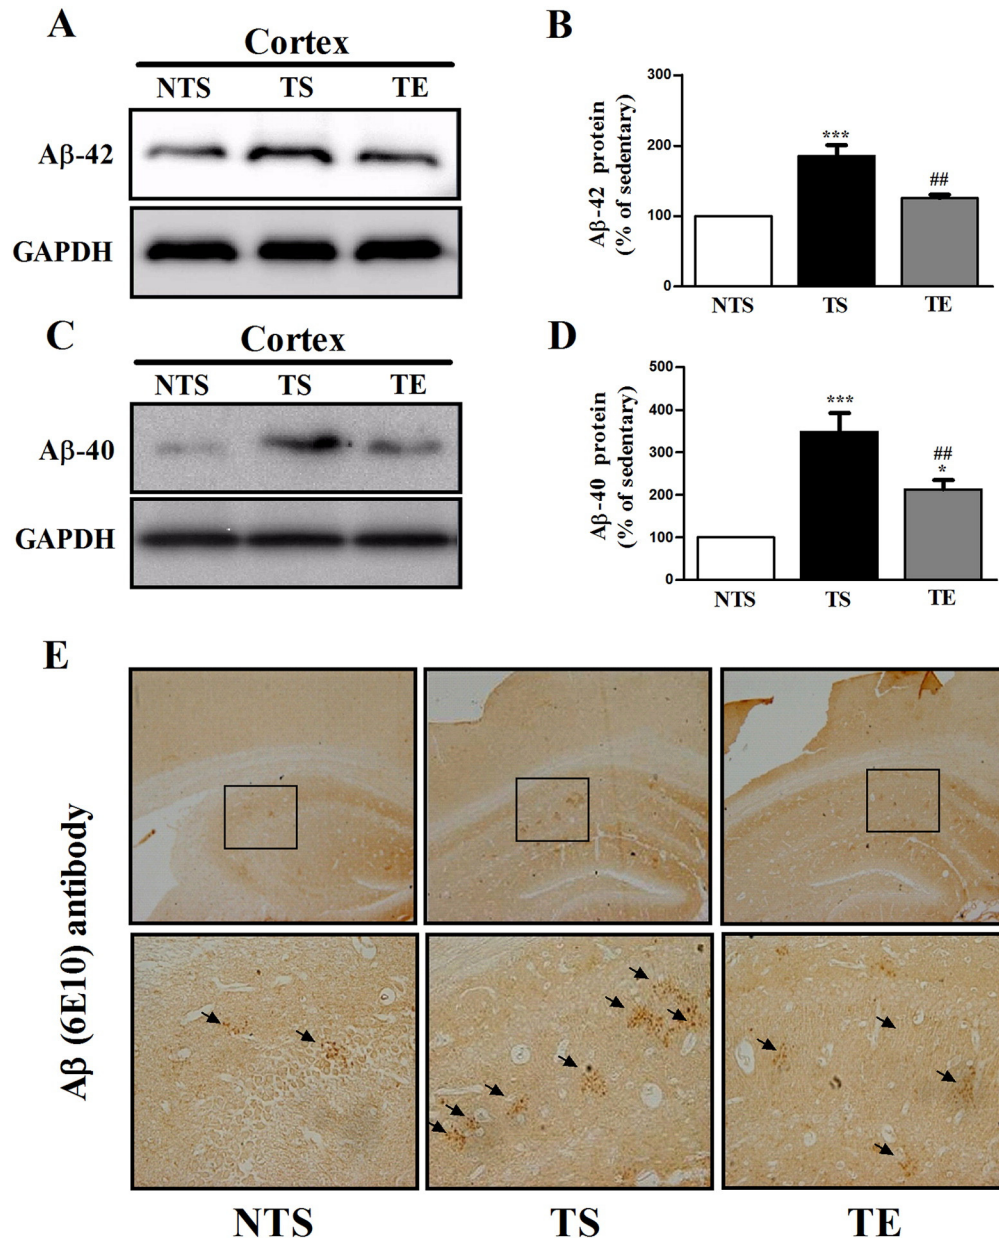 A
Cortex
NTS TS TE
Aβ-42
GAPDH
B
Aβ-42 protein
(% of sedentary)
300
200
100
0
***
##
NTS TS TE
C
Cortex
NTS TS TE
Aβ-40
GAPDH
D
Aβ-40 protein
(% of sedentary)
500
400
300
200
100
0
***
##
*
NTS TS TE
E
Aβ (6E10) antibody
NTS TS TE